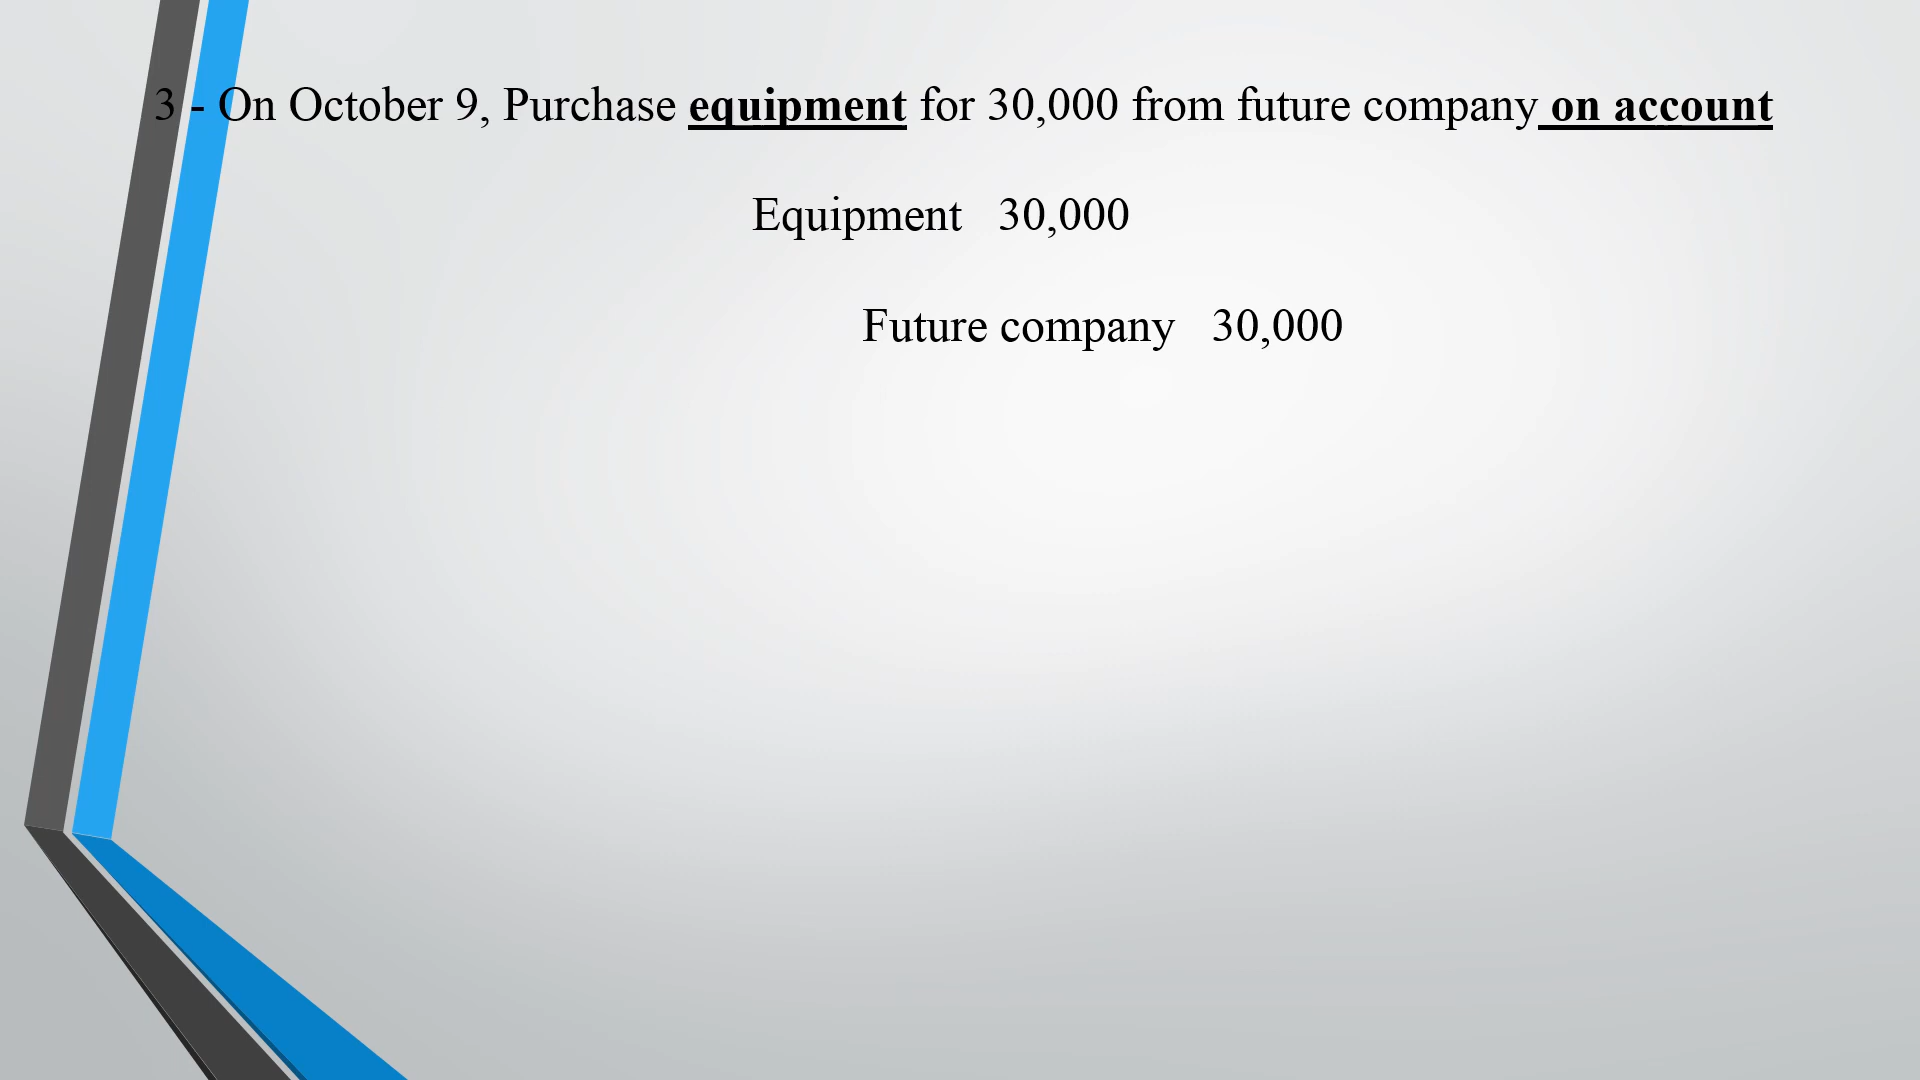 3 - On October 9, Purchase equipment for 30,000 from future company on account
Equipment 30,000
Future company 30,000